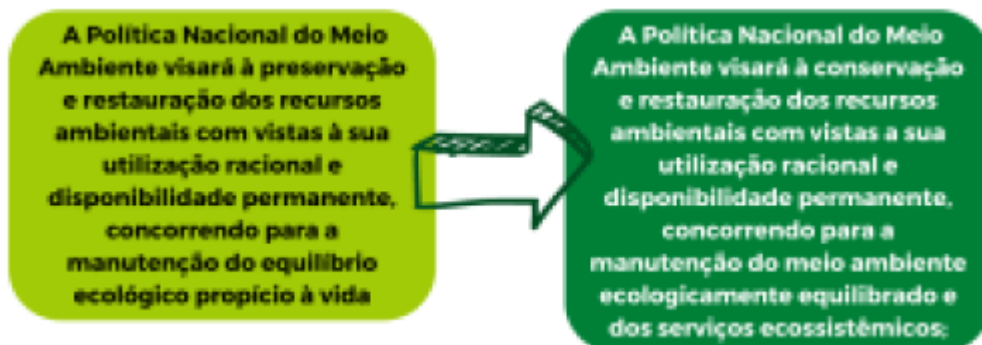 A Política Nacional do Meio
Ambiente visará à preservação
e restauração dos recursos
ambientais com vistas à sua
utilização racional e
disponibilidade permanente,
concorrendo para a
manutenção do equilíbrio
ecológico propício à vida
A Política Nacional do Meio
Ambiente visará à conservação
e restauração dos recursos
ambientais com vistas a sua
utilização racional e
disponibilidade permanente,
concorrendo para a
manutenção do meio ambiente
ecologicamente equilibrado e
dos serviços ecossistêmicos;